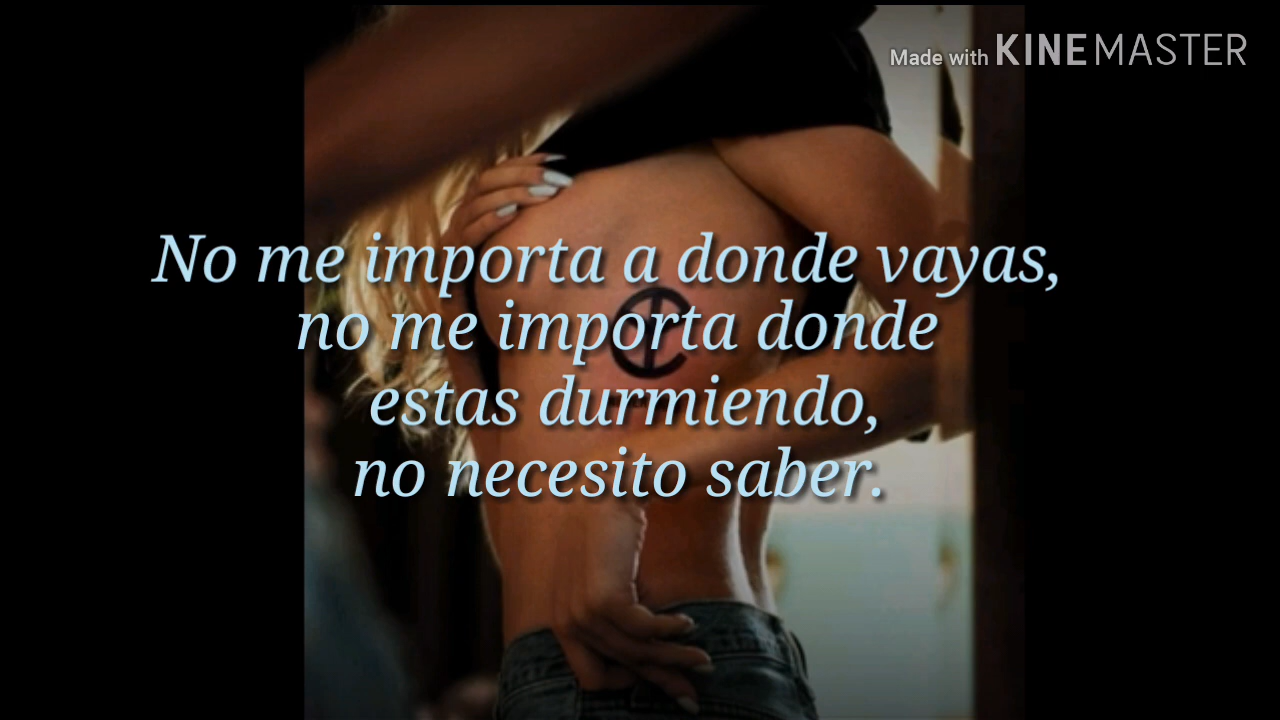 Made with KINEMASTER
No me importa a donde vayas,
no me importa donde
estas durmiendo,
no necesito saber.